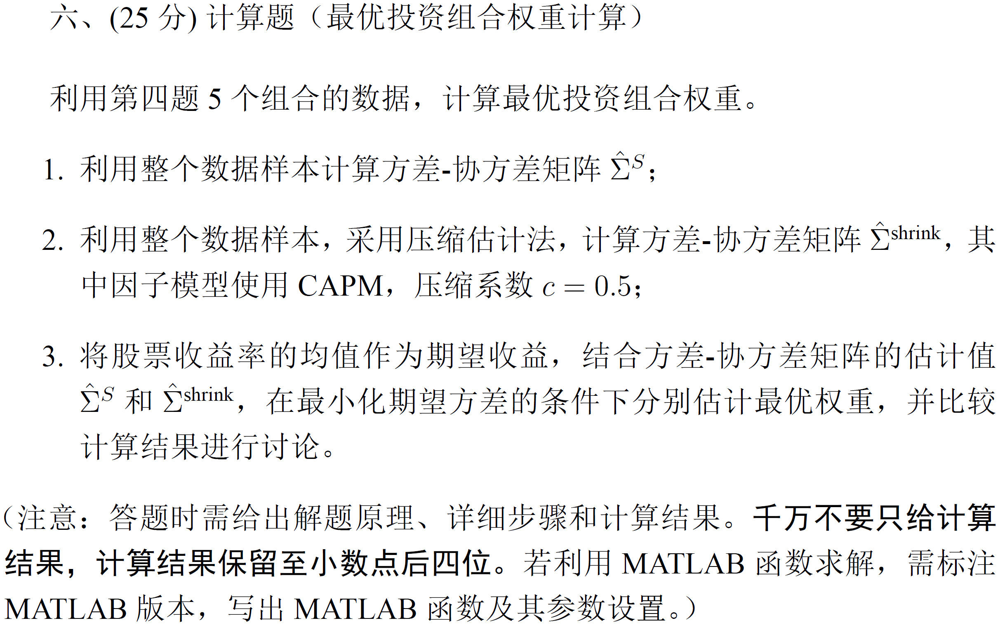 六、(25 分) 计算题（最优投资组合权重计算）
利用第四题 5 个组合的数据，计算最优投资组合权重。
1. 利用整个数据样本计算方差-协方差矩阵 $\hat{\Sigma}^{S}$；
2. 利用整个数据样本，采用压缩估计法，计算方差-协方差矩阵 $\hat{\Sigma}^{\text{shrink}}$，其
中因子模型使用 CAPM，压缩系数 $c = 0.5$；
3. 将股票收益率的均值作为期望收益，结合方差-协方差矩阵的估计值
$\hat{\Sigma}^{S}$ 和 $\hat{\Sigma}^{\text{shrink}}$，在最小化期望方差的条件下分别估计最优权重，并比较
计算结果进行讨论。
（注意：答题时需给出解题原理、详细步骤和计算结果。千万不要只给计算
结果，计算结果保留至小数点后四位。若利用 MATLAB 函数求解，需标注
MATLAB 版本，写出 MATLAB 函数及其参数设置。）